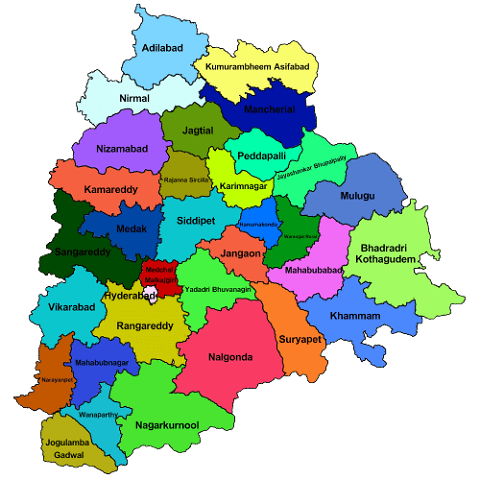 Adilabad
Kumurambheem Asifabad
Nirmal
Mancherial
Jagtial
Nizamabad
Peddapalli
Jayashankar Bhupalpally
Rajanna Sircilla
Karimnagar
Kamareddy
Mulugu
Siddipet
Hanumakonda
Medak
Bhadradri
Kothagudem
Sangareddy
Jangaon
Mahabubabad
Medchal
Malkajgiri
Yadadri Bhuvanagiri
Hyderabad
Vikarabad
Khammam
Rangareddy
Suryapet
Nalgonda
Mahabubnagar
Narayanpet
Wanaparthy
Nagarkurnool
Jogulamba
Gadwal